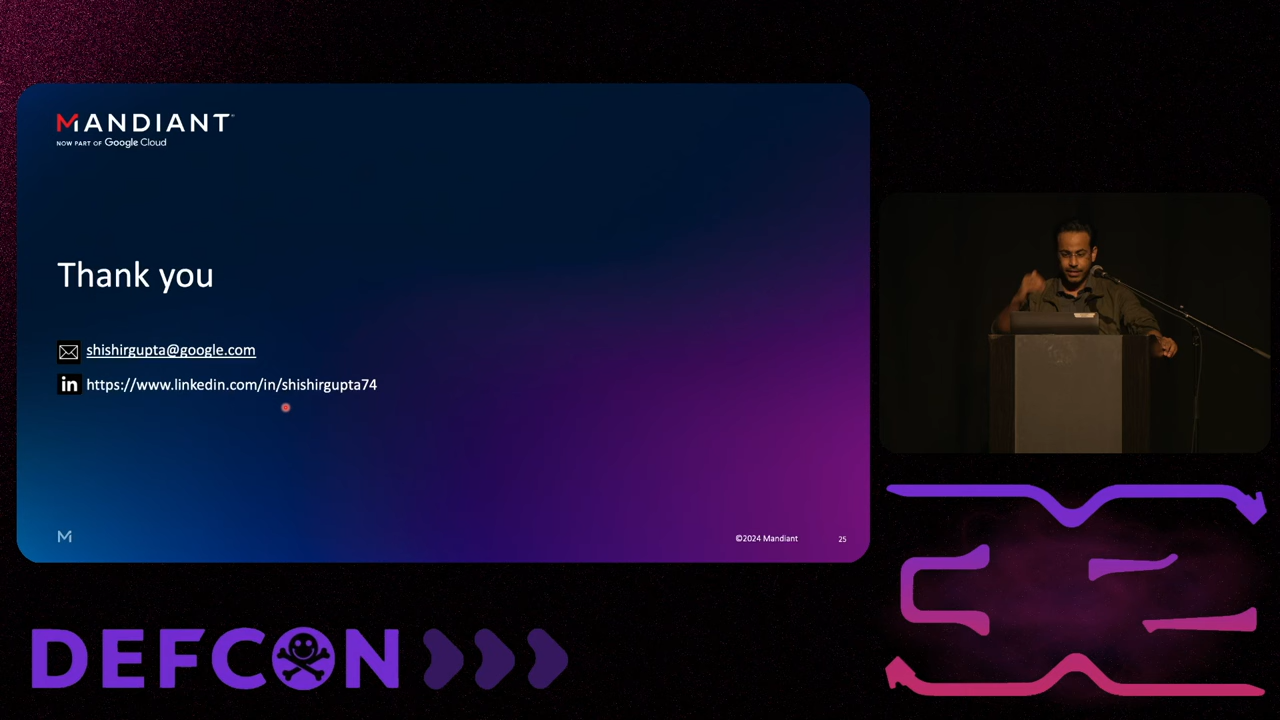 MANDIANT
NOW PART OF Google Cloud
Thank you
shishirgupta@google.com
in https://www.linkedin.com/in/shishirgupta74
M
©2024 Mandiant
25
DEFCON